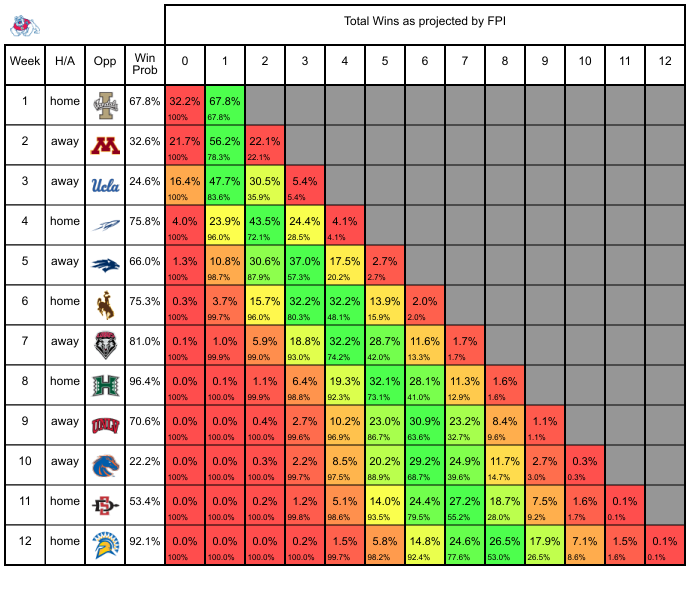 Total Wins as projected by FPI
Week H/A Opp Win Prob 0 1 2 3 4 5 6 7 8 9 10 11 12
1 home 67.8% 32.2% 67.8%
100% 67.8%
2 away 32.6% 21.7% 56.2% 22.1%
100% 78.3% 22.1%
3 away Ucla 24.6% 16.4% 47.7% 30.5% 5.4%
100% 83.6% 35.9% 5.4%
4 home 75.8% 4.0% 23.9% 43.5% 24.4% 4.1%
100% 96.0% 72.1% 28.5% 4.1%
5 away 66.0% 1.3% 10.8% 30.6% 37.0% 17.5% 2.7%
100% 98.7% 87.9% 57.3% 20.2% 2.7%
6 home 75.3% 0.3% 3.7% 15.7% 32.2% 32.2% 13.9% 2.0%
100% 99.7% 96.0% 80.3% 48.1% 15.9% 2.0%
7 away 81.0% 0.1% 1.0% 5.9% 18.8% 32.2% 28.7% 11.6% 1.7%
100% 99.9% 99.0% 93.0% 74.2% 42.0% 13.3% 1.7%
8 home H 96.4% 0.0% 0.1% 1.1% 6.4% 19.3% 32.1% 28.1% 11.3% 1.6%
100% 100.0% 99.9% 98.8% 92.3% 73.1% 41.0% 12.9% 1.6%
9 away UNLV 70.6% 0.0% 0.0% 0.4% 2.7% 10.2% 23.0% 30.9% 23.2% 8.4% 1.1%
100% 100.0% 100.0% 99.6% 96.9% 86.7% 63.6% 32.7% 9.6% 1.1%
10 away 22.2% 0.0% 0.0% 0.3% 2.2% 8.5% 20.2% 29.2% 24.9% 11.7% 2.7% 0.3%
100% 100.0% 100.0% 99.7% 97.5% 88.9% 68.7% 39.6% 14.7% 3.0% 0.3%
11 home SD 53.4% 0.0% 0.0% 0.2% 1.2% 5.1% 14.0% 24.4% 27.2% 18.7% 7.5% 1.6% 0.1%
100% 100.0% 100.0% 99.8% 98.6% 93.5% 79.5% 55.2% 28.0% 9.2% 1.7% 0.1%
12 home 92.1% 0.0% 0.0% 0.0% 0.2% 1.5% 5.8% 14.8% 24.6% 26.5% 17.9% 7.1% 1.5% 0.1%
100% 100.0% 100.0% 100.0% 99.7% 98.2% 92.4% 77.6% 53.0% 26.5% 8.6% 1.6% 0.1%